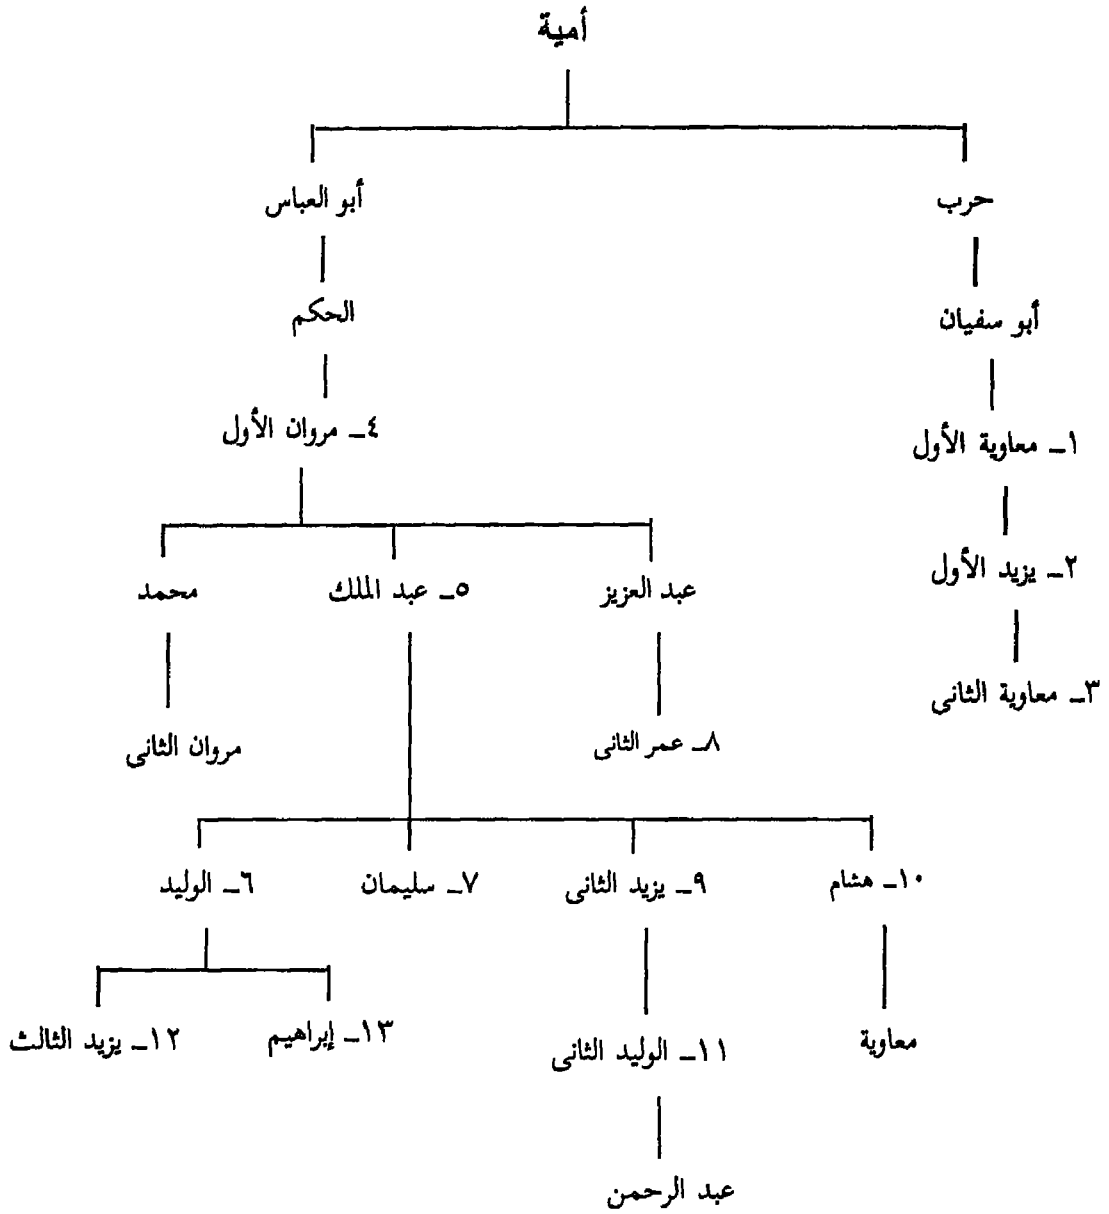 أمية
حرب
أبو العباس
أبو سفيان
الحكم
١ـ معاوية الأول
٤ـ مروان الأول
٢ـ يزيد الأول
عبد العزيز
٥ـ عبد الملك
محمد
٣ـ معاوية الثانى
٨ـ عمر الثانى
مروان الثانى
١٠ـ هشام
٩ـ يزيد الثانى
٧ـ سليمان
٦ـ الوليد
معاوية
١١ـ الوليد الثانى
١٣ـ إبراهيم
١٢ـ يزيد الثالث
عبد الرحمن